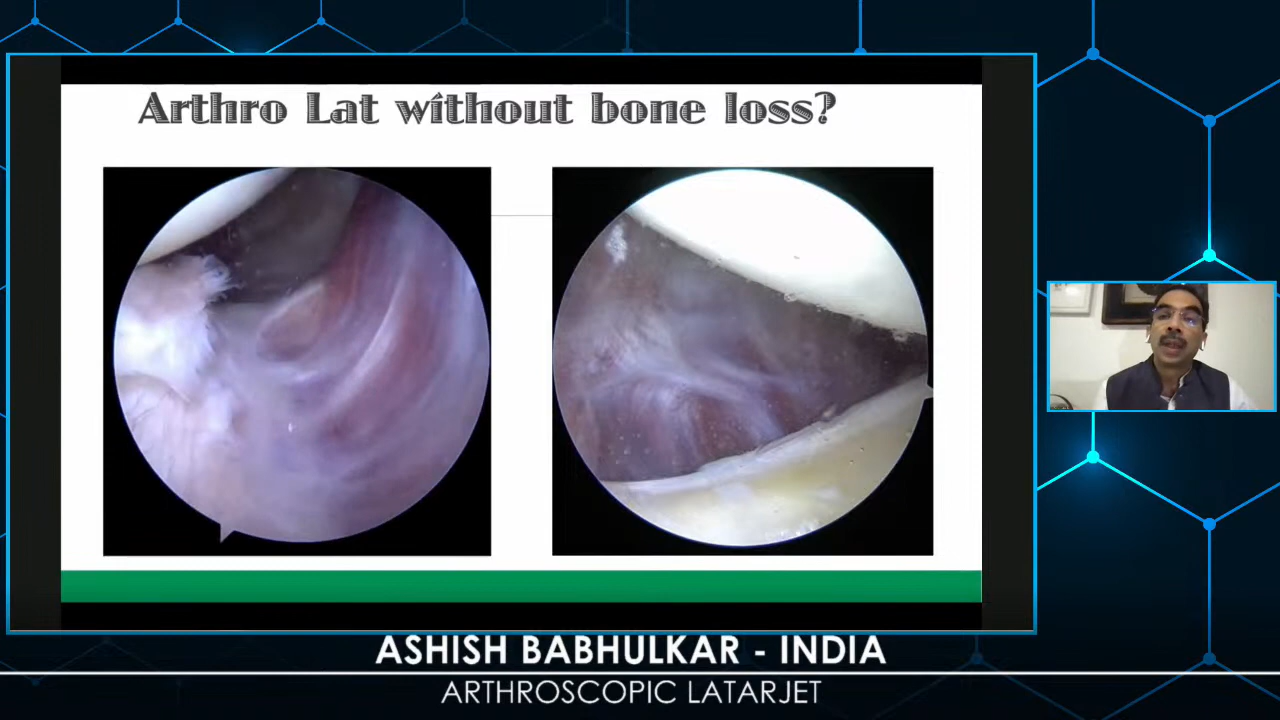 Arthro Lat without bone loss?
ASHISH BABHULKAR - INDIA
ARTHROSCOPIC LATARJET